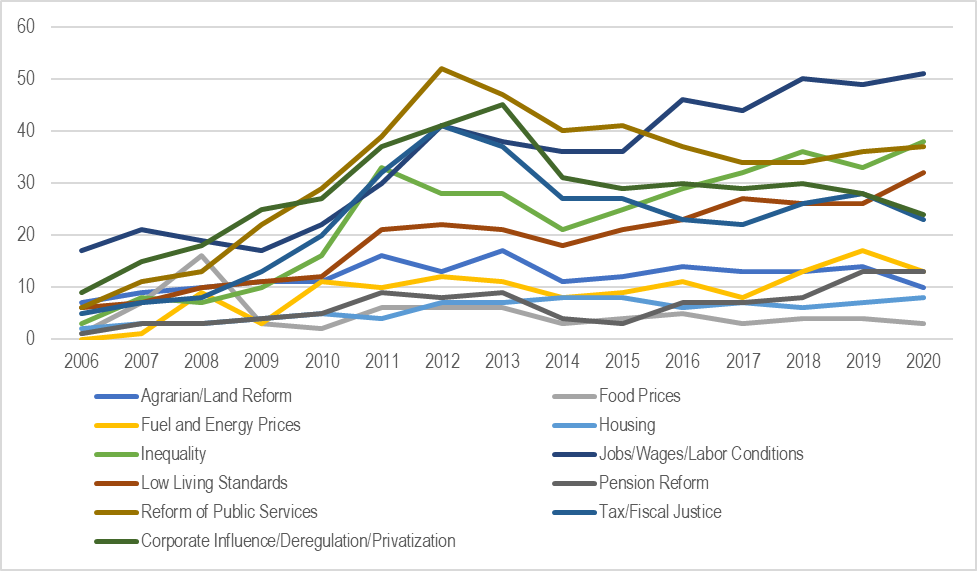 60
50
40
30
20
10
0
2006 2007 2008 2009 2010 2011 2012 2013 2014 2015 2016 2017 2018 2019 2020
Agrarian/Land Reform Food Prices
Fuel and Energy Prices Housing
Inequality Jobs/Wages/Labor Conditions
Low Living Standards Pension Reform
Reform of Public Services Tax/Fiscal Justice
Corporate Influence/Deregulation/Privatization